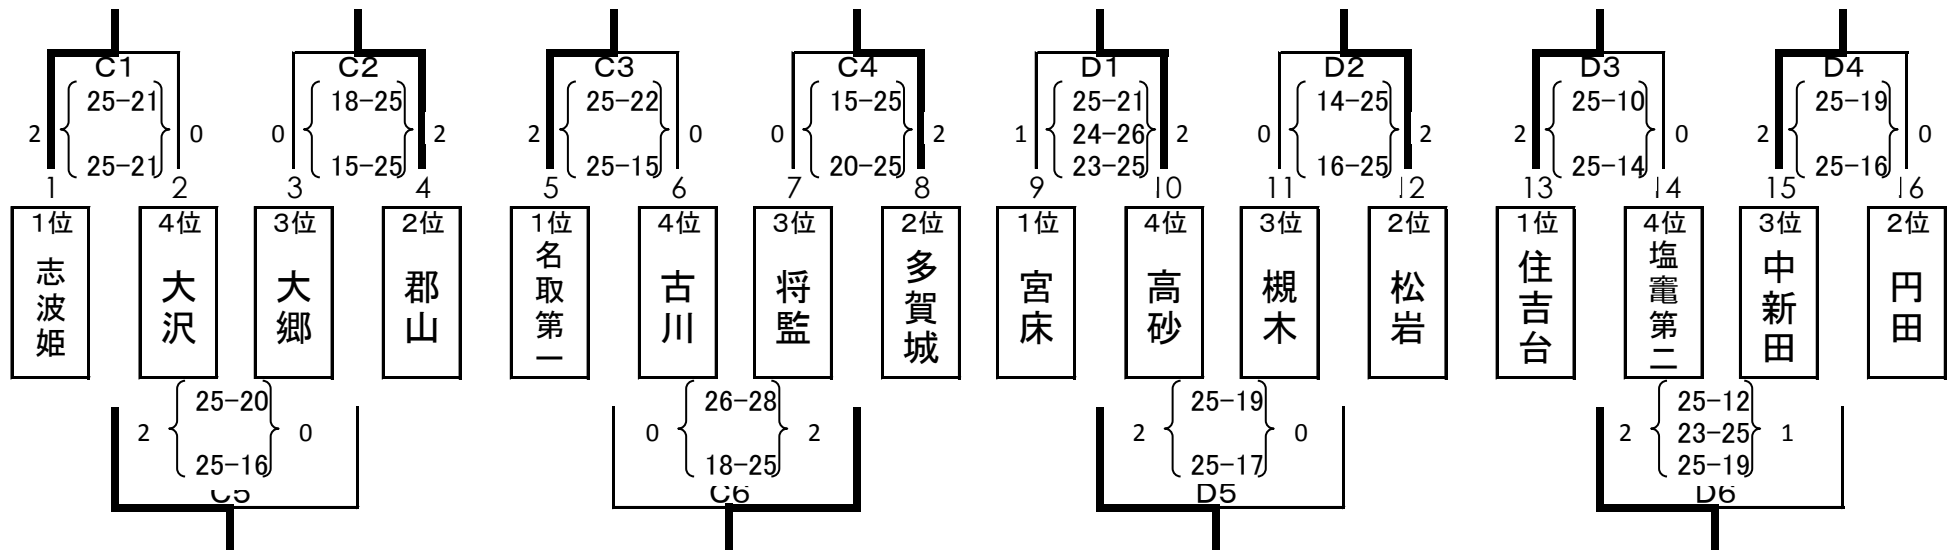 C1 C2 C3 C4 D1 D2 D3 D4
25-21 18-25 25-22 15-25 25-21 14-25 25-10 25-19
2 0 0 2 2 0 0 2 1 24-26 2 0 2 2 0 2 0
25-21 15-25 25-15 20-25 23-25 16-25 25-14 25-16
1 2 3 4 5 6 7 8 9 10 11 12 13 14 15 16
1位 4位 3位 2位 1位 4位 3位 2位 1位 4位 3位 2位 1位 4位 3位 2位
志波姫
大沢
大郷
郡山
名取第一
古川
将監
多賀城
宮床
高砂
槻木
松岩
住吉台
塩竈第二
中新田
円田
25-20 26-28 25-19 25-12
2 0 0 2 2 0 2 23-25 1
25-16 18-25 25-17 25-19
C5 C6 D5 D6